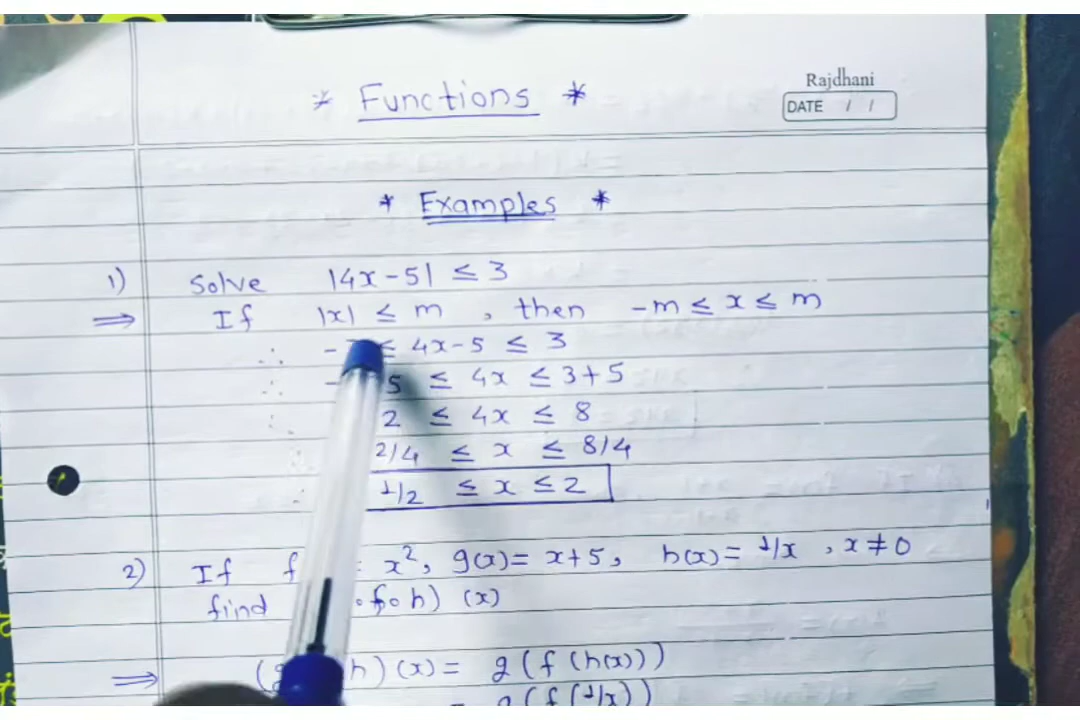 Rajdhani
* Functions *
DATE / /
* Examples *
1) Solve |4x-5| ≤ 3
⇒ If |x| ≤ m , then -m ≤ x ≤ m
∴ - ≤ 4x-5 ≤ 3
- 5 ≤ 4x ≤ 3+5
2 ≤ 4x ≤ 8
2/4 ≤ x ≤ 8/4
1/2 ≤ x ≤ 2
2) If f = x², g(x)= x+5, h(x)= 1/x , x≠0
find ∘f∘h) (x)
⇒ (g h)(x) = g(f(h(x)))
= g(f(1/x))